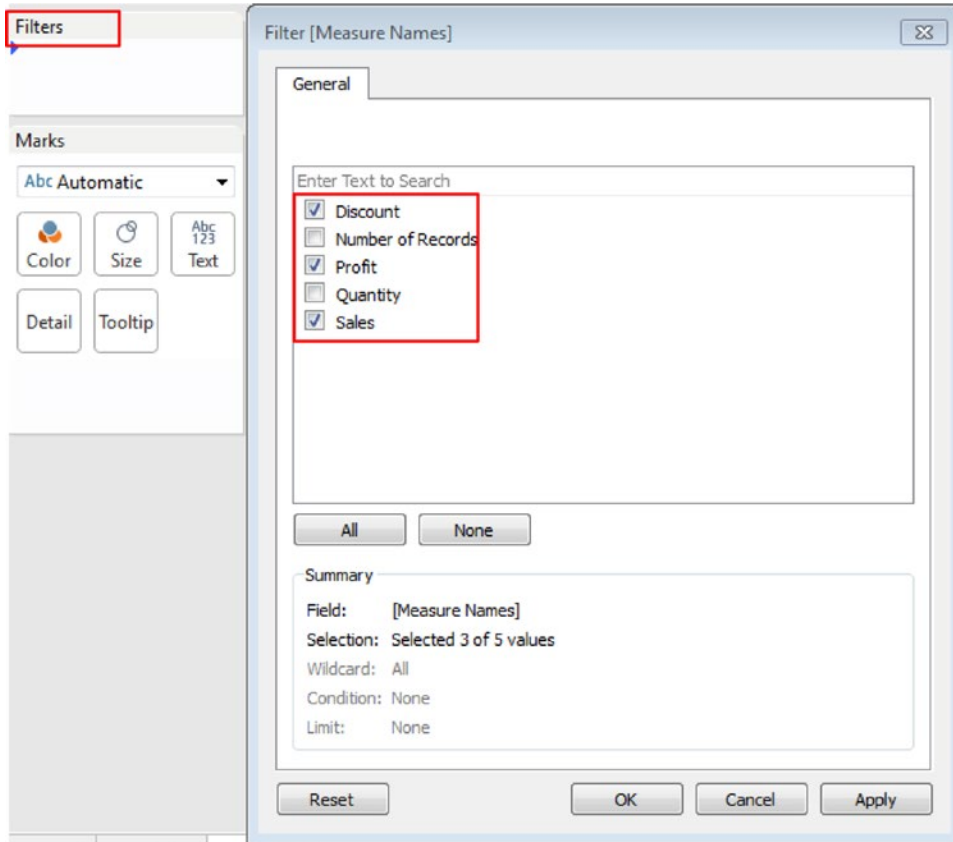 Filters
Marks
Abc Automatic
Color
Size
Abc
123
Text
Detail
Tooltip
Filter [Measure Names]
General
Enter Text to Search
Discount
Number of Records
Profit
Quantity
Sales
All
None
Summary
Field: [Measure Names]
Selection: Selected 3 of 5 values
Wildcard: All
Condition: None
Limit: None
Reset
OK
Cancel
Apply